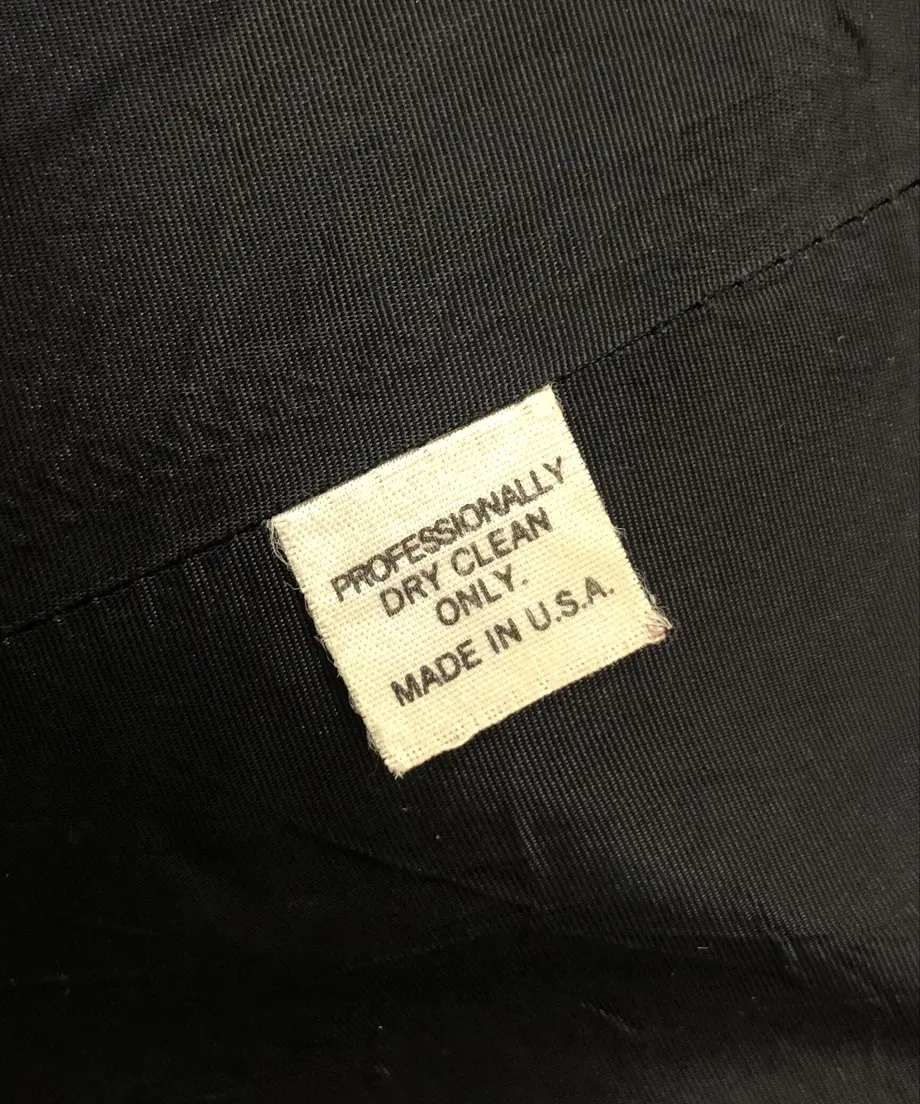 PROFESSIONALLY
DRY CLEAN
ONLY.
MADE IN U.S.A.